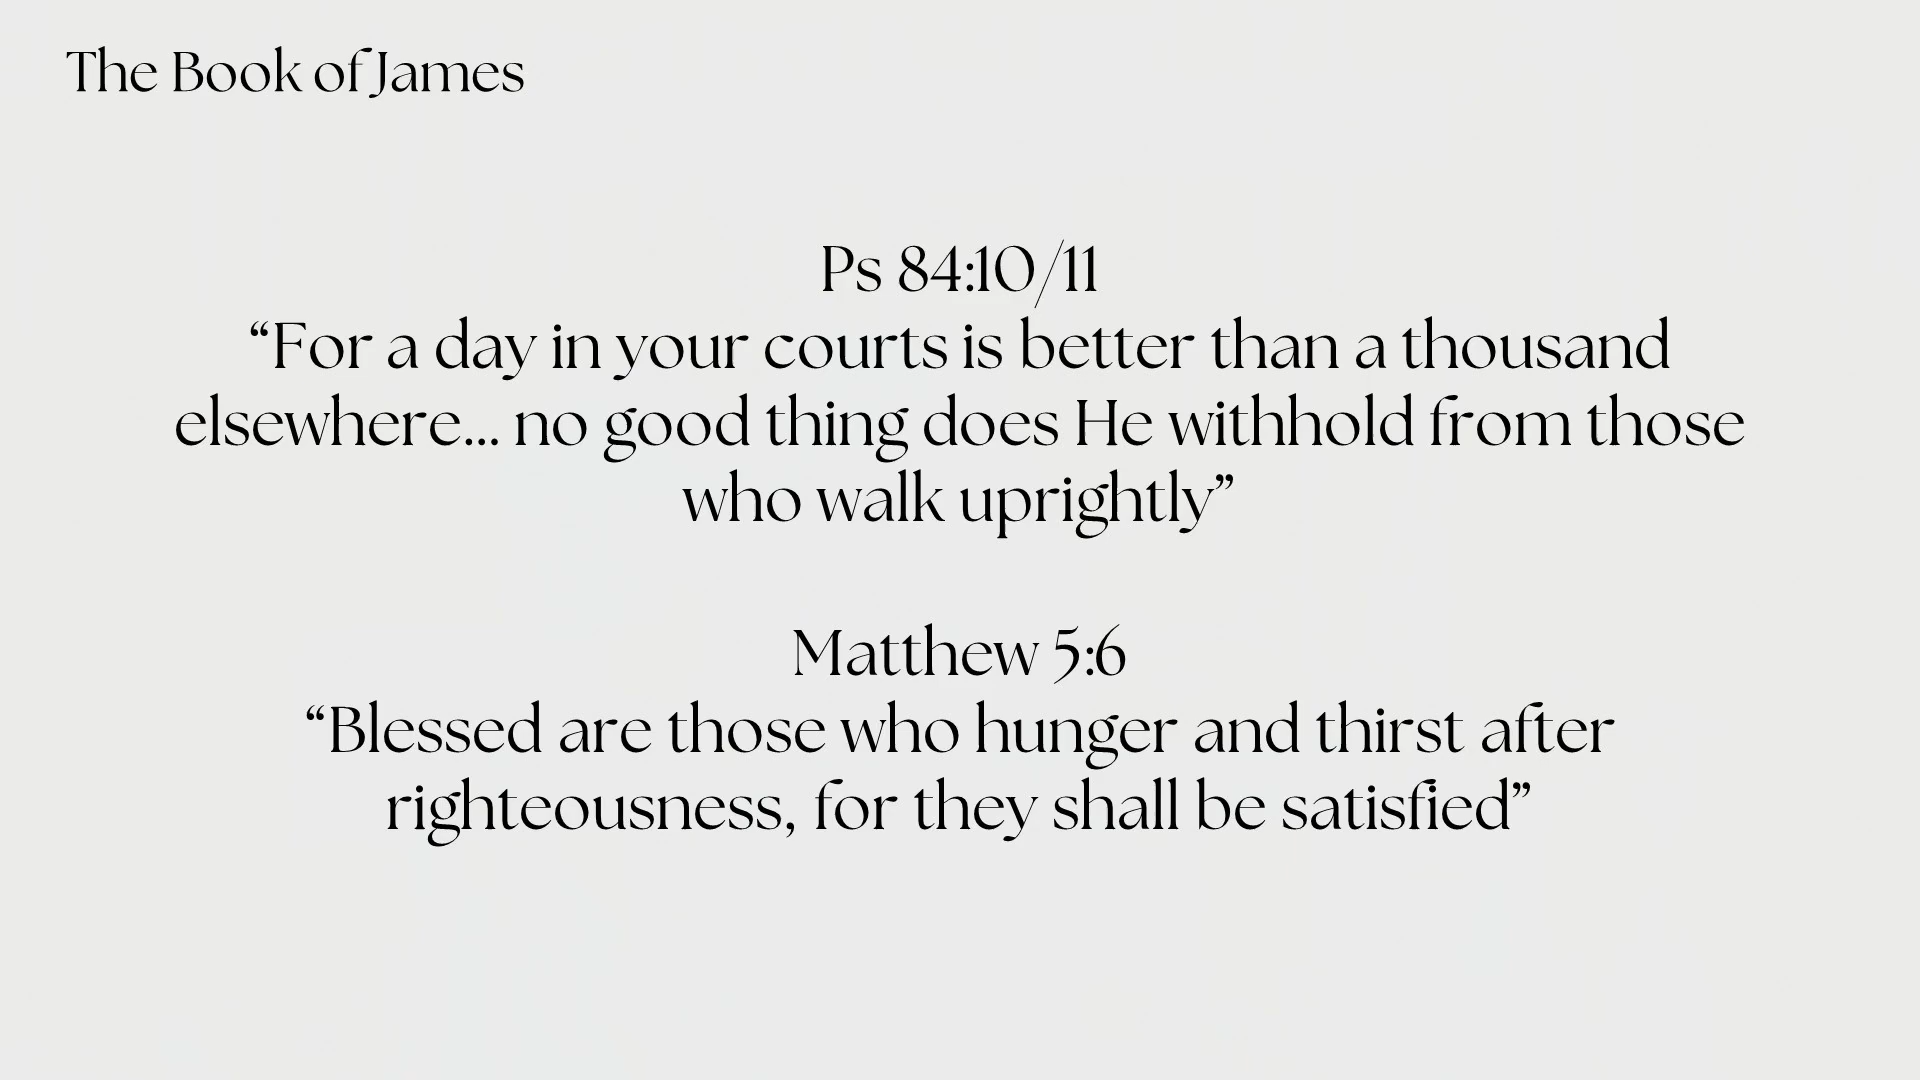 The Book of James
Ps 84:10/11
“For a day in your courts is better than a thousand
elsewhere... no good thing does He withhold from those
who walk uprightly”
Matthew 5:6
“Blessed are those who hunger and thirst after
righteousness, for they shall be satisfied”